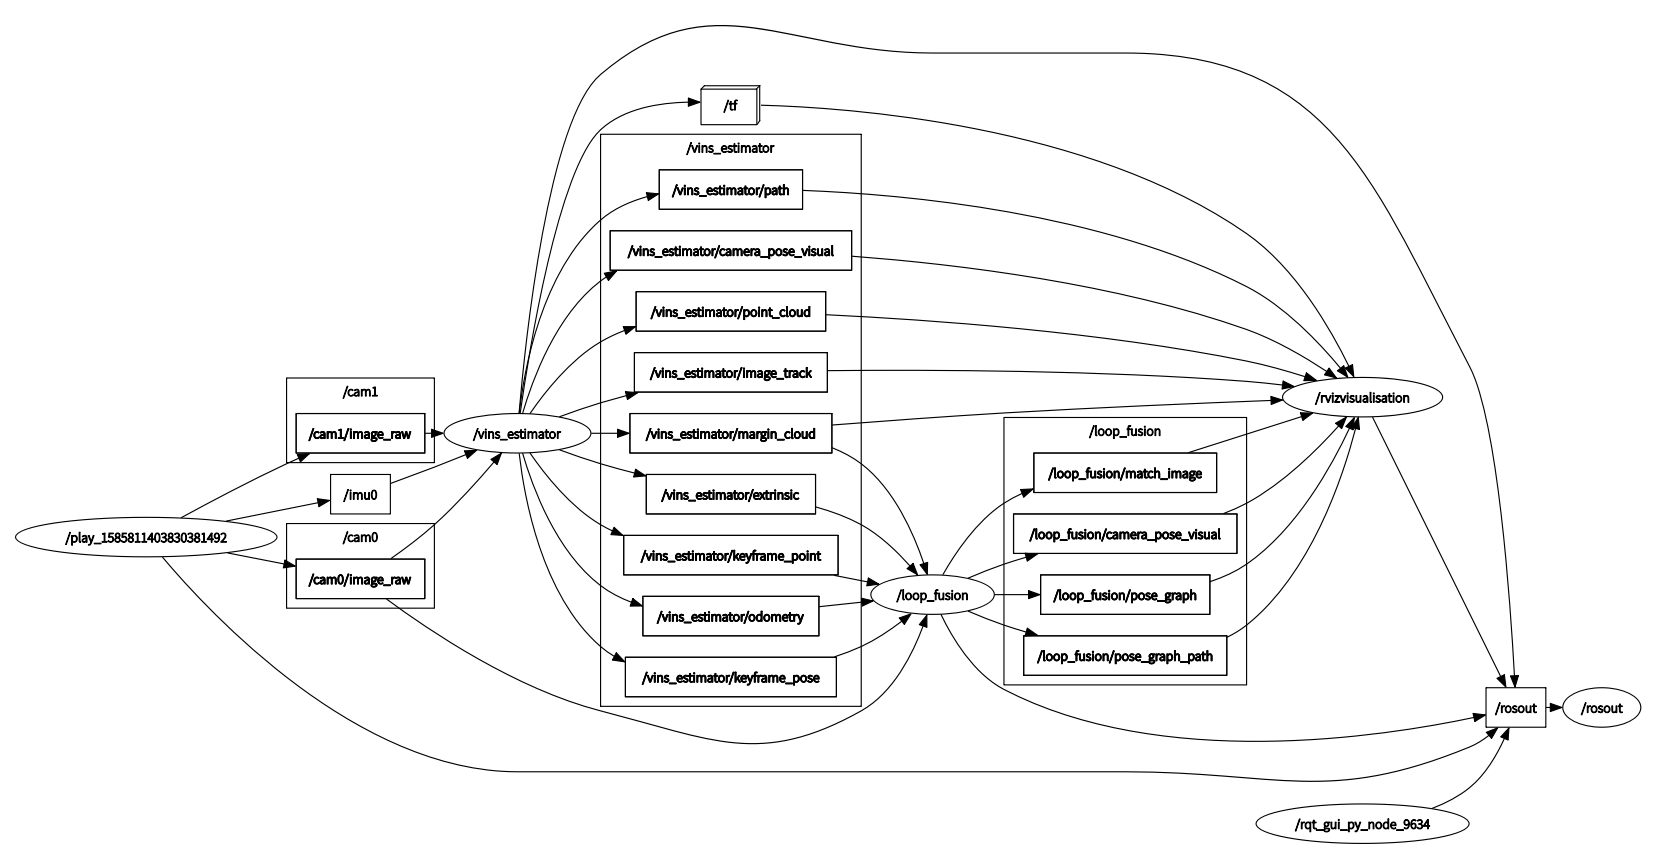 /tf
/vins_estimator
/vins_estimator/path
/vins_estimator/camera_pose_visual
/vins_estimator/point_cloud
/vins_estimator/image_track
/cam1
/rvizvisualisation
/cam1/image_raw
/vins_estimator
/vins_estimator/margin_cloud
/loop_fusion
/loop_fusion/match_image
/imu0
/vins_estimator/extrinsic
/play_1585811403830381492
/cam0
/loop_fusion/camera_pose_visual
/vins_estimator/keyframe_point
/cam0/image_raw
/loop_fusion
/loop_fusion/pose_graph
/vins_estimator/odometry
/loop_fusion/pose_graph_path
/vins_estimator/keyframe_pose
/rosout
/rosout
/rqt_gui_py_node_9634